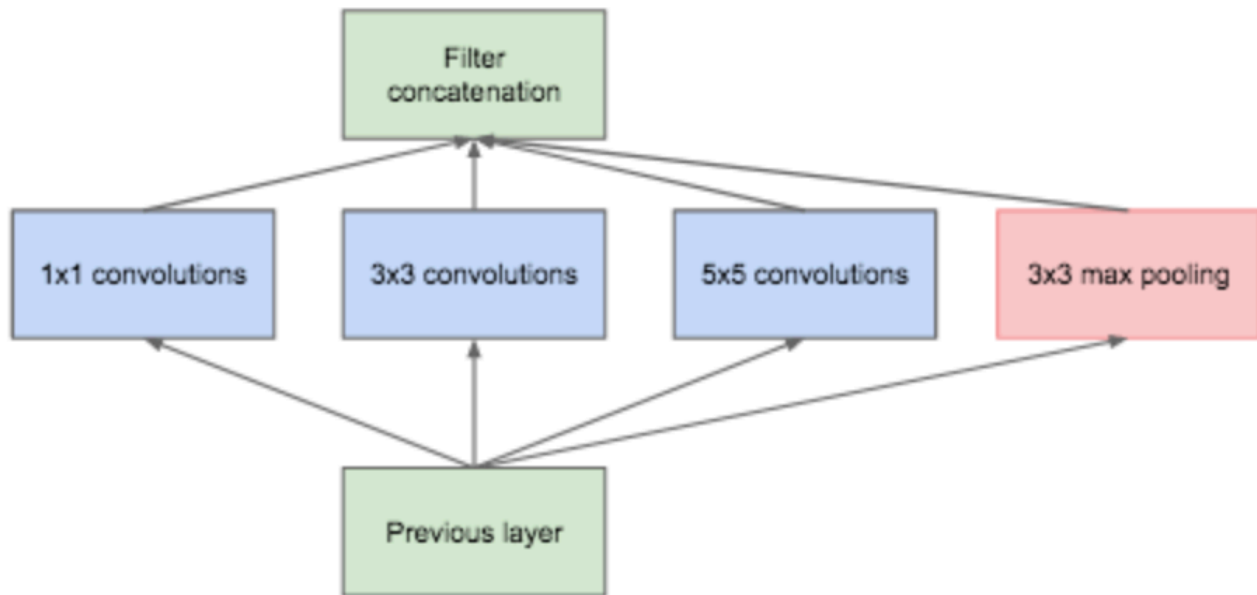 Filter
concatenation
1x1 convolutions
3x3 convolutions
5x5 convolutions
3x3 max pooling
Previous layer